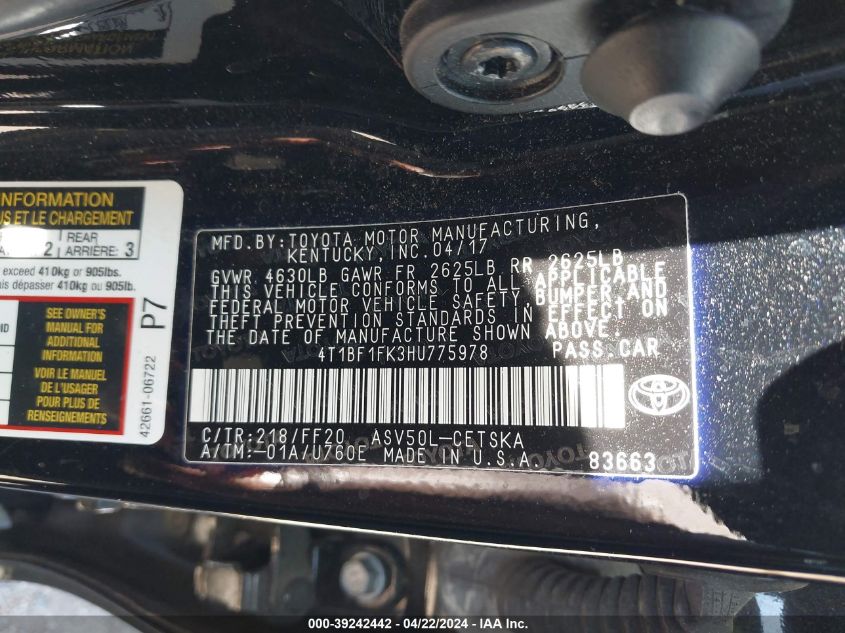 INFORMATION
US ET LE CHARGEMENT
2 REAR
ARRIÈRE: 3
exceed 410kg or 905lbs.
dépasser 410kg ou 905lb.
SEE OWNER'S
MANUAL FOR
ADDITIONAL
INFORMATION
VOIR LE MANUEL
DE L'USAGER
POUR PLUS DE
RENSEIGNEMENTS
P7
42661-06722
MFD.BY:TOYOTA MOTOR MANUFACTURING,
KENTUCKY,INC.04/17
GVWR 4630LB GAWR FR 2625LB RR 2625LB
THIS VEHICLE CONFORMS TO ALL APPLICABLE
FEDERAL MOTOR VEHICLE SAFETY, BUMPER AND
THEFT PREVENTION STANDARDS IN EFFECT ON
THE DATE OF MANUFACTURE SHOWN ABOVE.
4T1BF1FK3HU775978 PASS.CAR
C/TR:218/FF20 ASV50L-CETSKA
A/TM:-01A/U760E MADE IN U.S.A. 83663
000-39242442 - 04/22/2024 - IAA Inc.